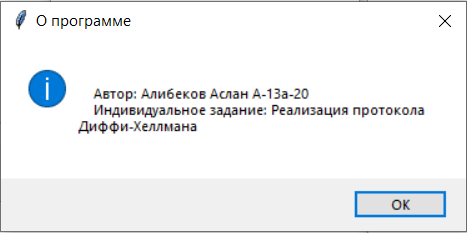 О программе
Автор: Алибеков Аслан А-13а-20
Индивидуальное задание: Реализация протокола
Диффи-Хеллмана
OK